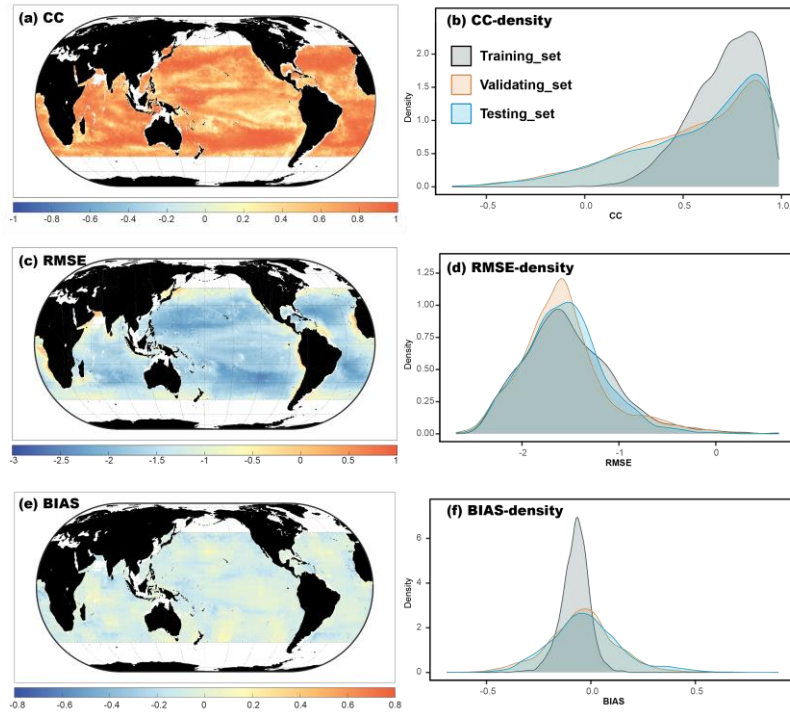 (a) CC
-1 -0.8 -0.6 -0.4 -0.2 0 0.2 0.4 0.6 0.8 1
(b) CC-density
Training_set
Validating_set
Testing_set
Density
2.0
1.5
1.0
0.5
0.0
-0.5 0.0 0.5 1.0
CC
(c) RMSE
-3 -2.5 -2 -1.5 -1 -0.5 0 0.5 1
(d) RMSE-density
Density
1.25
1.00
0.75
0.50
0.25
0.00
-2 -1 0
RMSE
(e) BIAS
-0.8 -0.6 -0.4 -0.2 0 0.2 0.4 0.6 0.8
(f) BIAS-density
Density
6
4
2
0
-0.5 0.0 0.5
BIAS